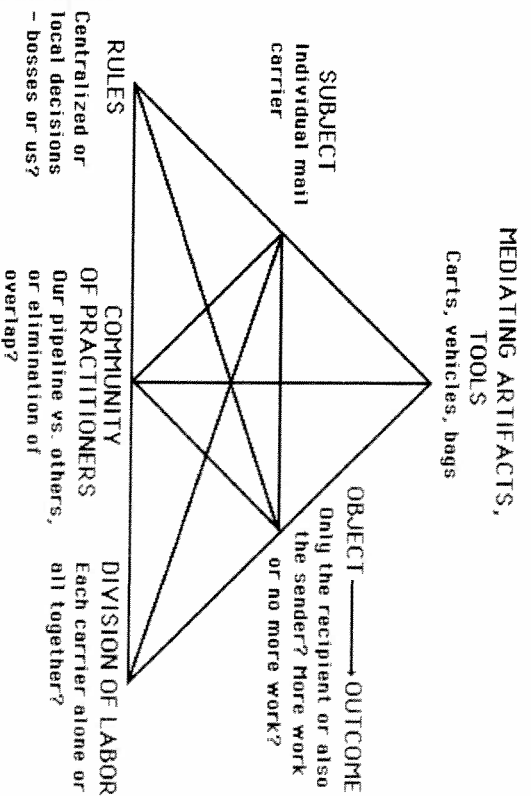 MEDIATING ARTIFACTS,
TOOLS
Carts, vehicles, bags
SUBJECT
Individual mail
carrier
OBJECT → OUTCOME
Only the recipient or also
the sender? More work
or no more work?
RULES
Centralized or
local decisions
- bosses or us?
COMMUNITY
OF PRACTITIONERS
Our pipeline vs. others,
or elimination of
overlap?
DIVISION OF LABOR
Each carrier alone or
all together?